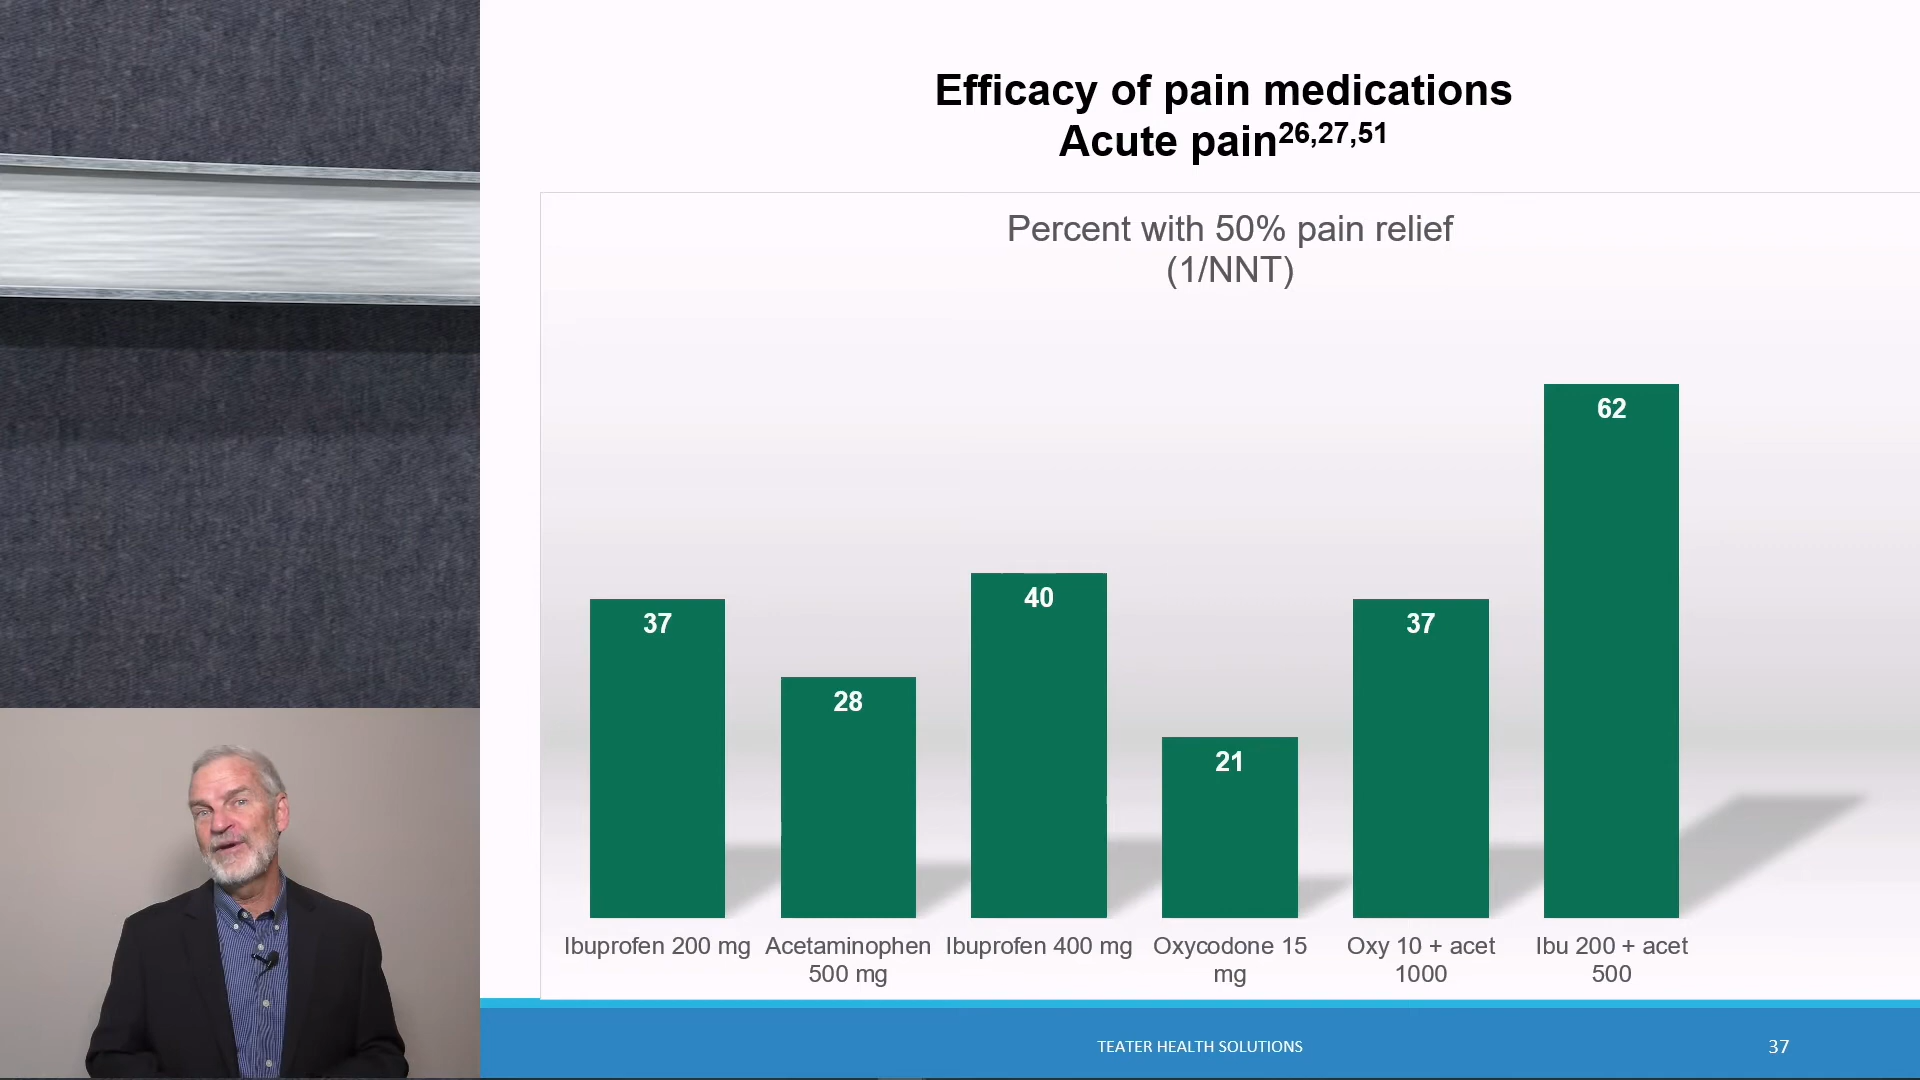 Efficacy of pain medications
Acute pain26,27,51
Percent with 50% pain relief
(1/NNT)
37
28
40
21
37
62
Ibuprofen 200 mg
Acetaminophen
500 mg
Ibuprofen 400 mg
Oxycodone 15
mg
Oxy 10 + acet
1000
Ibu 200 + acet
500
TEATER HEALTH SOLUTIONS
37